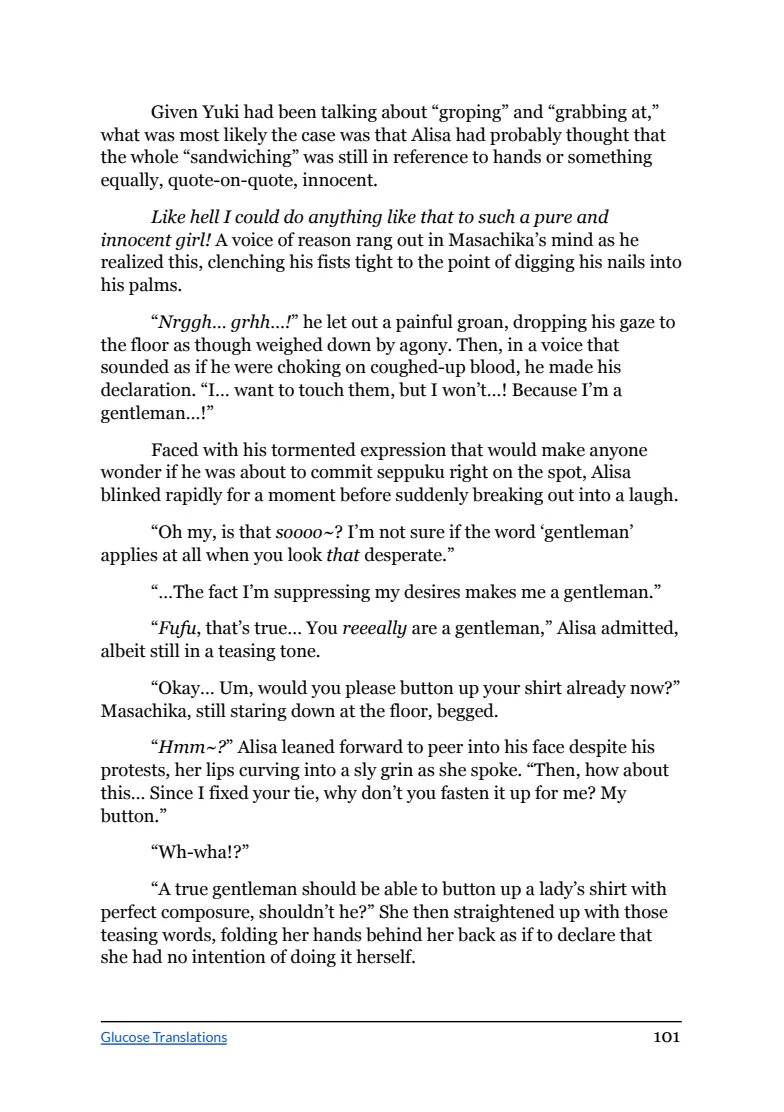 Given Yuki had been talking about “groping” and “grabbing at,”
what was most likely the case was that Alisa had probably thought that
the whole “sandwiching” was still in reference to hands or something
equally, quote-on-quote, innocent.
Like hell I could do anything like that to such a pure and
innocent girl! A voice of reason rang out in Masachika’s mind as he
realized this, clenching his fists tight to the point of digging his nails into
his palms.
“Nrggh… grhh…!” he let out a painful groan, dropping his gaze to
the floor as though weighed down by agony. Then, in a voice that
sounded as if he were choking on coughed-up blood, he made his
declaration. “I… want to touch them, but I won’t…! Because I’m a
gentleman…!”
Faced with his tormented expression that would make anyone
wonder if he was about to commit seppuku right on the spot, Alisa
blinked rapidly for a moment before suddenly breaking out into a laugh.
“Oh my, is that soooo~? I’m not sure if the word ‘gentleman’
applies at all when you look that desperate.”
“…The fact I’m suppressing my desires makes me a gentleman.”
“Fufu, that’s true… You reeeally are a gentleman,” Alisa admitted,
albeit still in a teasing tone.
“Okay… Um, would you please button up your shirt already now?”
Masachika, still staring down at the floor, begged.
“Hmm~?” Alisa leaned forward to peer into his face despite his
protests, her lips curving into a sly grin as she spoke. “Then, how about
this… Since I fixed your tie, why don’t you fasten it up for me? My
button.”
“Wh-wha!?”
“A true gentleman should be able to button up a lady’s shirt with
perfect composure, shouldn’t he?” She then straightened up with those
teasing words, folding her hands behind her back as if to declare that
she had no intention of doing it herself.
Glucose Translations
101